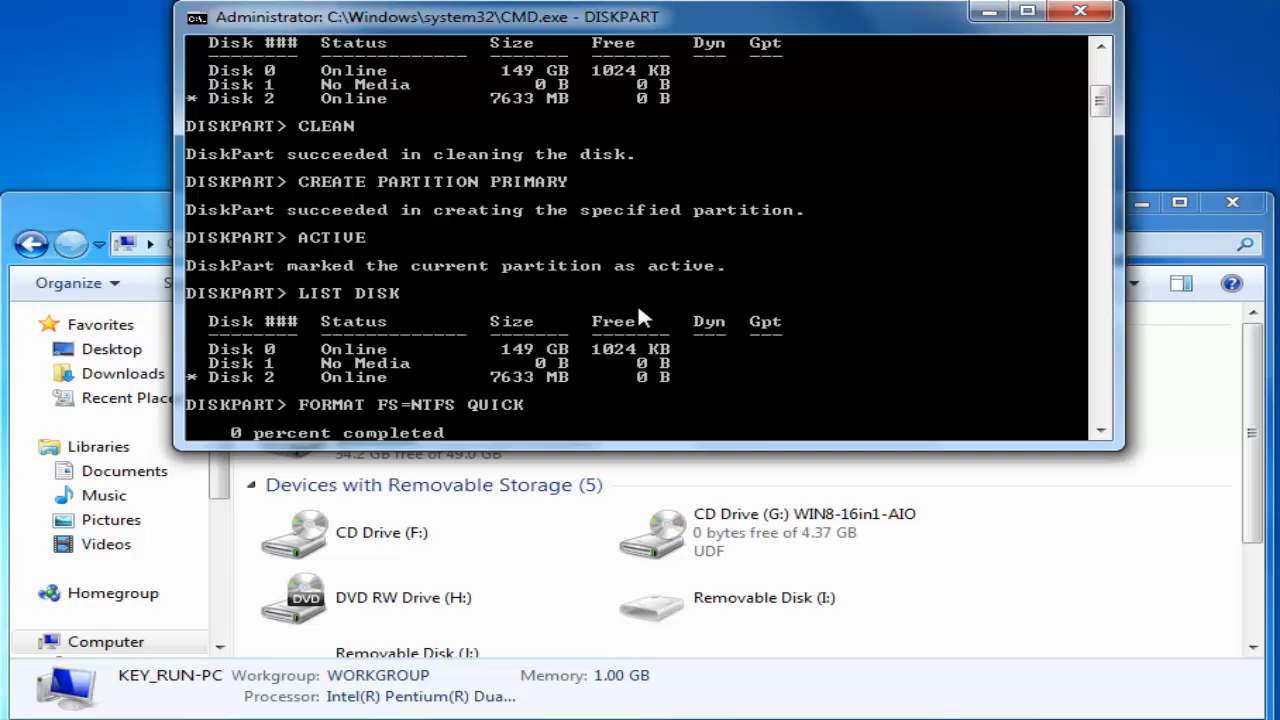 Administrator: C:\Windows\system32\CMD.exe - DISKPART
Disk ### Status Size Free Dyn Gpt
-------- ------------- ------- ------- --- ---
Disk 0 Online 149 GB 1024 KB
Disk 1 No Media 0 B 0 B
* Disk 2 Online 7633 MB 0 B
DISKPART> CLEAN
DiskPart succeeded in cleaning the disk.
DISKPART> CREATE PARTITION PRIMARY
DiskPart succeeded in creating the specified partition.
DISKPART> ACTIVE
DiskPart marked the current partition as active.
DISKPART> LIST DISK
Disk ### Status Size Free Dyn Gpt
-------- ------------- ------- ------- --- ---
Disk 0 Online 149 GB 1024 KB
Disk 1 No Media 0 B 0 B
* Disk 2 Online 7633 MB 0 B
DISKPART> FORMAT FS=NTFS QUICK
0 percent completed
Organize
Favorites
Desktop
Downloads
Recent Place
Libraries
Documents
Music
Pictures
Videos
Homegroup
Computer
34.2 GB free of 49.0 GB
Devices with Removable Storage (5)
CD Drive (F:)
CD Drive (G:) WIN8-16in1-AIO
0 bytes free of 4.37 GB
UDF
DVD RW Drive (H:)
Removable Disk (I:)
Removable Disk (J:)
KEY_RUN-PC Workgroup: WORKGROUP Memory: 1.00 GB
Processor: Intel(R) Pentium(R) Dua...